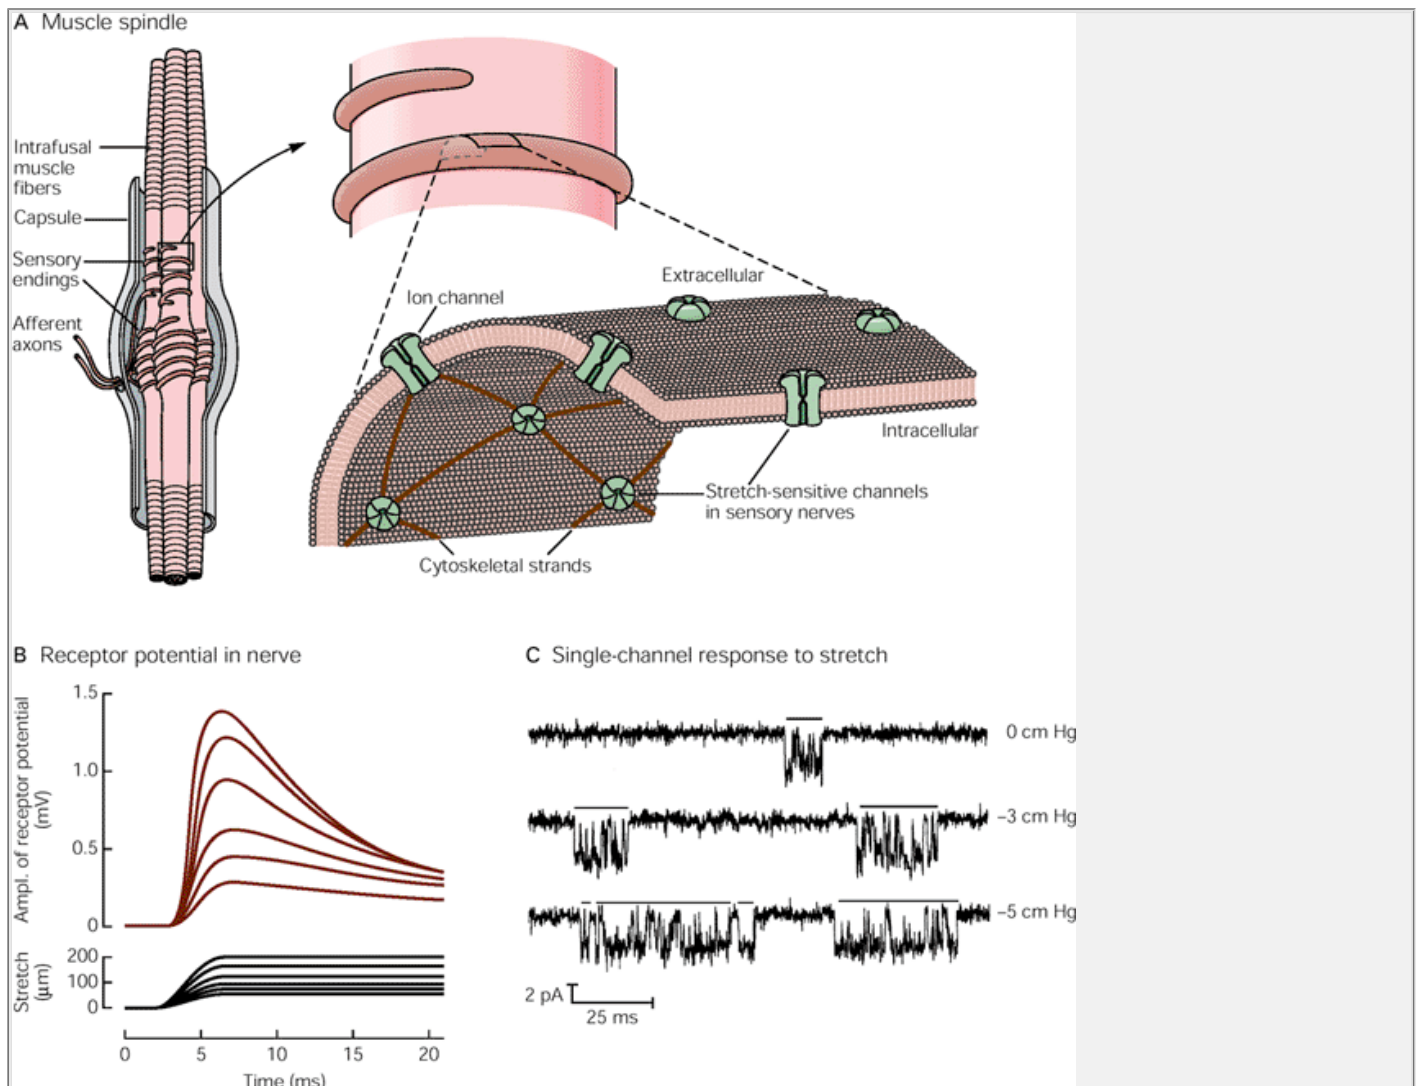 A Muscle spindle
Intrafusal
muscle
fibers
Capsule
Sensory
endings
Afferent
axons
Extracellular
Ion channel
Intracellular
Stretch-sensitive channels
in sensory nerves
Cytoskeletal strands
B Receptor potential in nerve
Ampl. of receptor potential
(mV)
1.5
1.0
0.5
0
Stretch
(μm)
200
100
0
0 5 10 15 20
Time (ms)
C Single-channel response to stretch
0 cm Hg
–3 cm Hg
–5 cm Hg
2 pA
25 ms